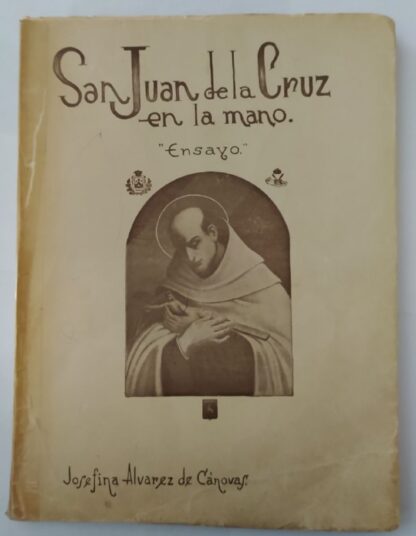 San Juan de la Cruz
en la mano.
"Ensayo."
Josefina Alvarez de Cánovas.